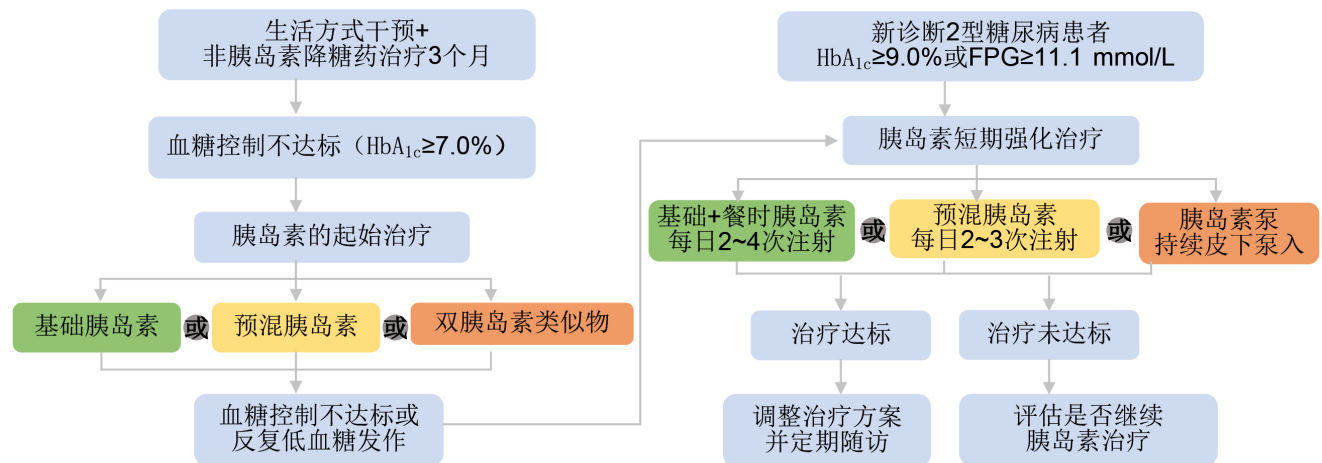 生活方式干预+
非胰岛素降糖药治疗3个月
血糖控制不达标（HbA1c≥7.0%）
胰岛素的起始治疗
基础胰岛素
或
预混胰岛素
或
双胰岛素类似物
血糖控制不达标或
反复低血糖发作
新诊断2型糖尿病患者
HbA1c≥9.0%或FPG≥11.1 mmol/L
胰岛素短期强化治疗
基础+餐时胰岛素
每日2~4次注射
或
预混胰岛素
每日2~3次注射
或
胰岛素泵
持续皮下泵入
治疗达标
治疗未达标
调整治疗方案
并定期随访
评估是否继续
胰岛素治疗